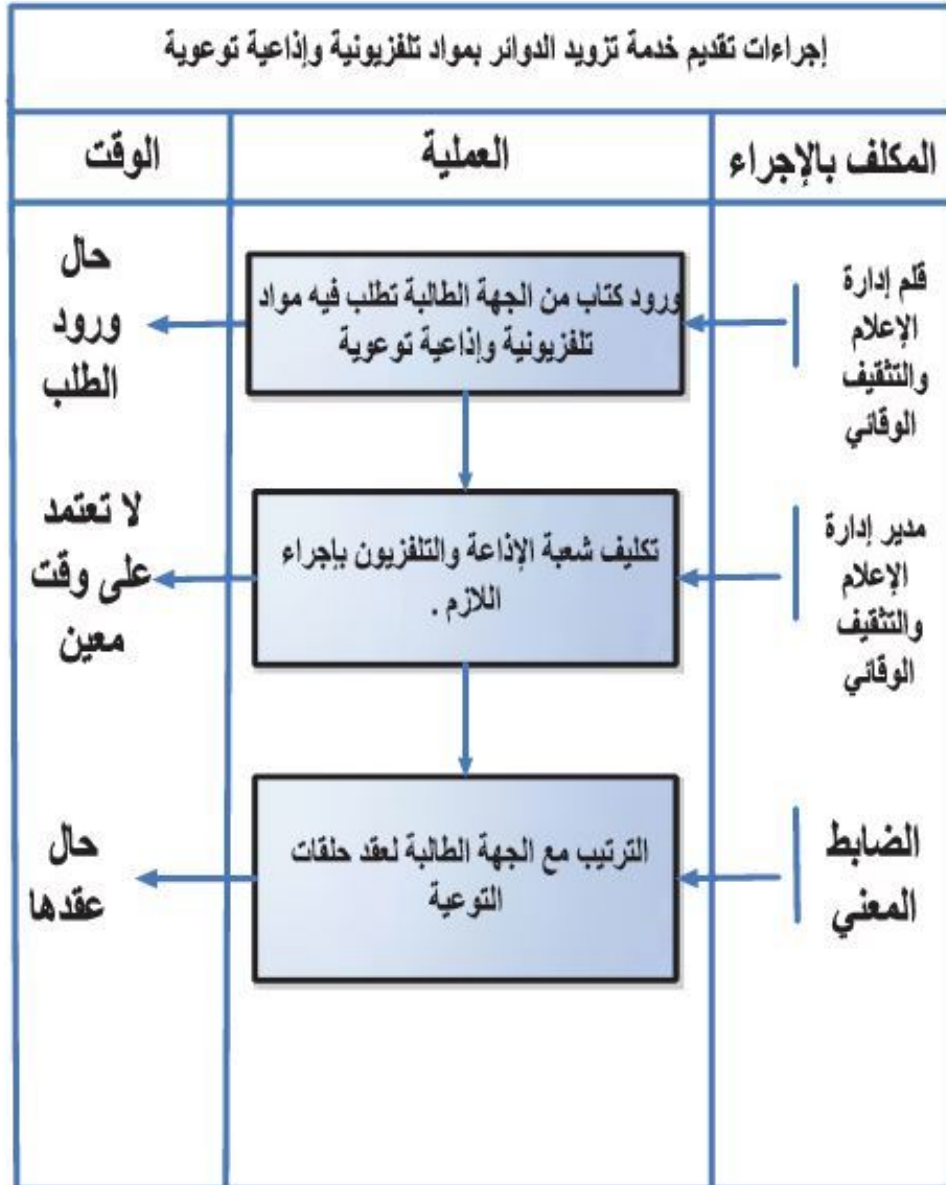 إجراءات تقديم خدمة تزويد الدوائر بمواد تلفزيونية وإذاعية توعوية
المكلف بالإجراء
العملية
الوقت
قلم إدارة
الإعلام
والتثقيف
الوقائي
ورود كتاب من الجهة الطالبة تطلب فيه مواد
تلفزيونية وإذاعية توعوية
حال
ورود
الطلب
مدير إدارة
الإعلام
والتثقيف
الوقائي
تكليف شعبة الإذاعة والتلفزيون بإجراء
اللازم .
لا تعتمد
على وقت
معين
الضابط
المعني
الترتيب مع الجهة الطالبة لعقد حلقات
التوعية
حال
عقدها